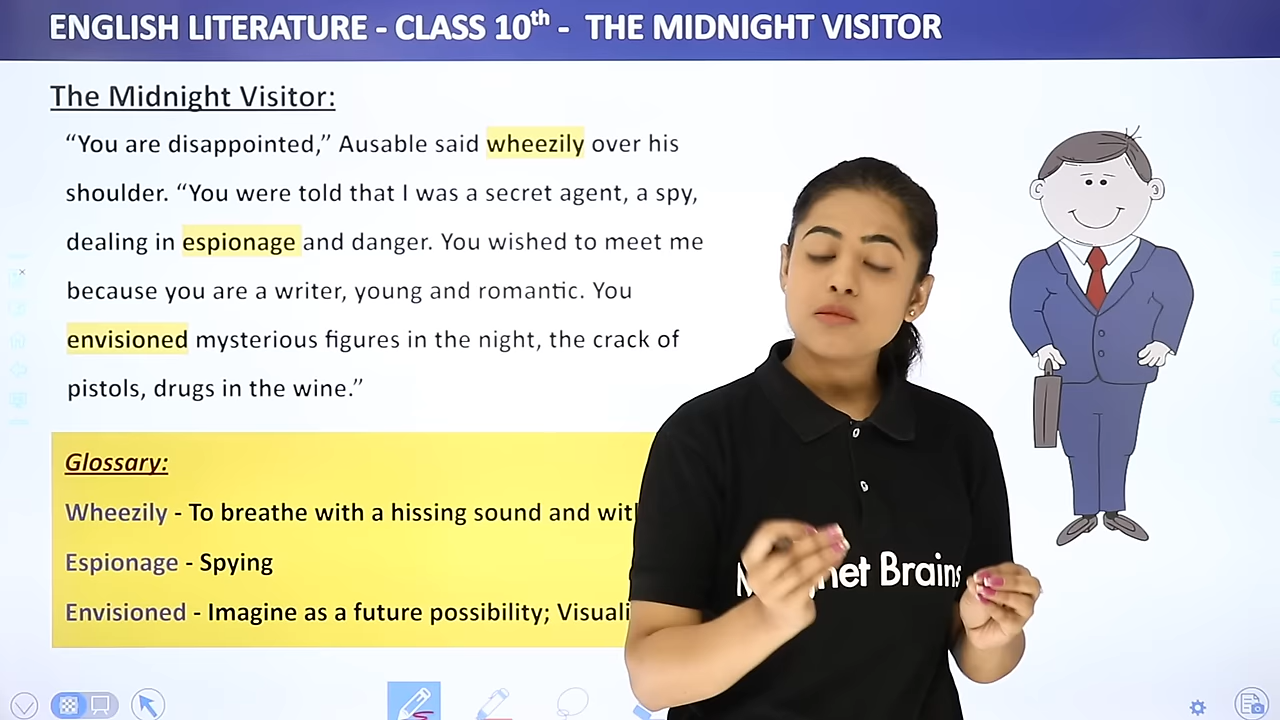 ENGLISH LITERATURE - CLASS 10th - THE MIDNIGHT VISITOR
The Midnight Visitor:
“You are disappointed,” Ausable said wheezily over his
shoulder. “You were told that I was a secret agent, a spy,
dealing in espionage and danger. You wished to meet me
because you are a writer, young and romantic. You
envisioned mysterious figures in the night, the crack of
pistols, drugs in the wine.”
Glossary:
Wheezily - To breathe with a hissing sound and
Espionage - Spying
Envisioned - Imagine as a future possibility;
Brains